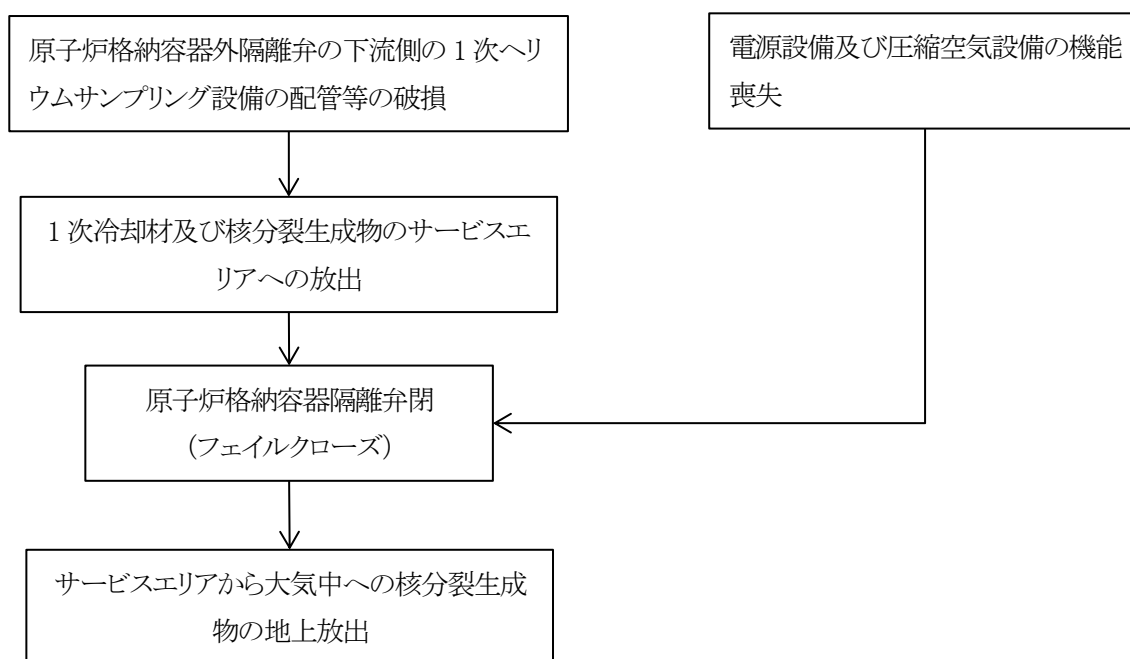 原子炉格納容器外隔離弁の下流側の 1 次ヘリ
ウムサンプリング設備の配管等の破損
電源設備及び圧縮空気設備の機能
喪失
1 次冷却材及び核分裂生成物のサービスエ
リアへの放出
原子炉格納容器隔離弁閉
(フェイルクローズ)
サービスエリアから大気中への核分裂生成
物の地上放出